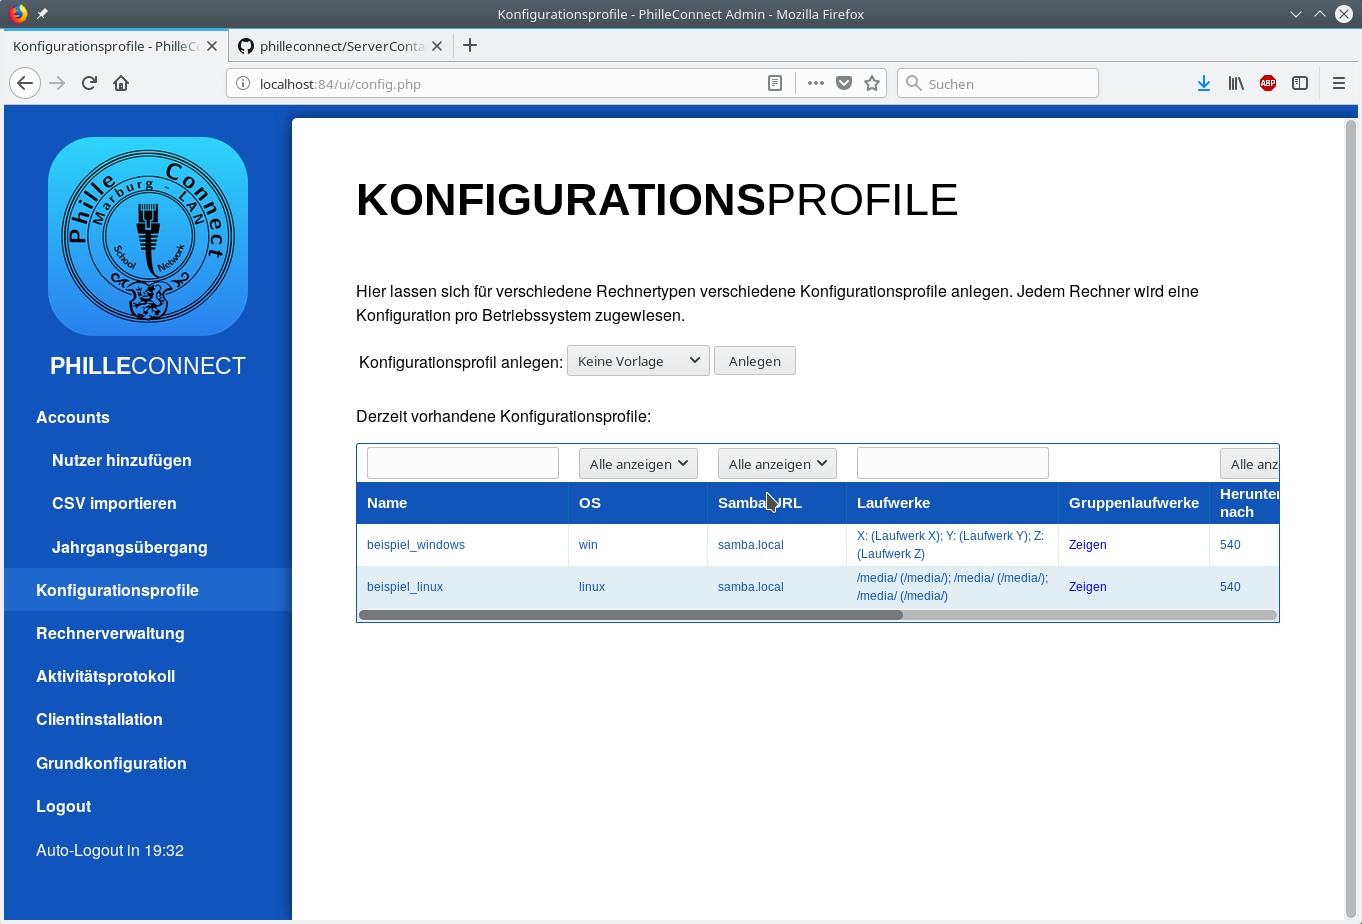 Konfigurationsprofile - PhilleConnect Admin - Mozilla Firefox
Konfigurationsprofile - PhilleC
philleconnect/ServerConta
localhost:84/ui/config.php
Suchen
ABP
Phille Connect
Marburg - LAN
School Network
PHILLECONNECT
Accounts
Nutzer hinzufügen
CSV importieren
Jahrgangsübergang
Konfigurationsprofile
Rechnerverwaltung
Aktivitätsprotokoll
Clientinstallation
Grundkonfiguration
Logout
Auto-Logout in 19:32
KONFIGURATIONSPROFILE
Hier lassen sich für verschiedene Rechnertypen verschiedene Konfigurationsprofile anlegen. Jedem Rechner wird eine
Konfiguration pro Betriebssystem zugewiesen.
Konfigurationsprofil anlegen: Keine Vorlage Anlegen
Derzeit vorhandene Konfigurationsprofile:
Alle anzeigen Alle anzeigen Alle anz
Name OS Samba URL Laufwerke Gruppenlaufwerke Herunter
nach
beispiel_windows win samba.local X: (Laufwerk X); Y: (Laufwerk Y); Z: Zeigen 540
(Laufwerk Z)
beispiel_linux linux samba.local /media/ (/media/); /media/ (/media/); Zeigen 540
/media/ (/media/)